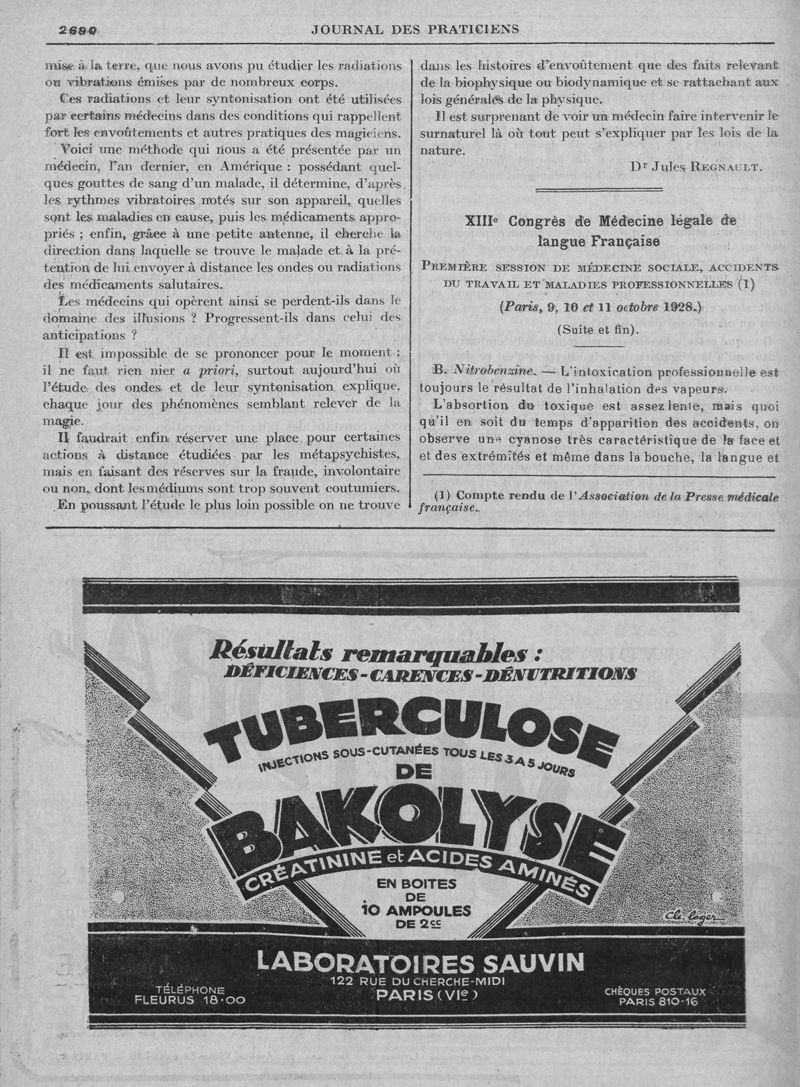 2690
JOURNAL DES PRATICIENS
mise à la terre, que nous avons pu étudier les radiations
ou vibrations émises par de nombreux corps.
Ces radiations et leur syntonisation ont été utilisées
par certains médecins dans des conditions qui rappellent
fort les envoûtements et autres pratiques des magiciens.
Voici une méthode qui nous a été présentée par un
médecin, l'an dernier, en Amérique : possédant quel-
ques gouttes de sang d'un malade, il détermine, d'après
les rythmes vibratoires notés sur son appareil, quelles
sont les maladies en cause, puis les médicaments appro-
priés ; enfin, grâce à une petite antenne, il cherche la
direction dans laquelle se trouve le malade et à la pré-
tention de lui envoyer à distance les ondes ou radiations
des médicaments salutaires.
Les médecins qui opèrent ainsi se perdent-ils dans le
domaine des illusions ? Progressent-ils dans celui des
anticipations ?
Il est impossible de se prononcer pour le moment ;
il ne faut rien nier a priori, surtout aujourd'hui où
l'étude des ondes et de leur syntonisation explique,
chaque jour des phénomènes semblant relever de la
magie.
Il faudrait enfin réserver une place pour certaines
actions à distance étudiées par les métapsychistes,
mais en faisant des réserves sur la fraude, involontaire
ou non, dont les médiums sont trop souvent coutumiers.
En poussant l'étude le plus loin possible on ne trouve
dans les histoires d'envoûtement que des faits relevant
de la biophysique ou biodynamique et se rattachant aux
lois générales de la physique.
Il est surprenant de voir un médecin faire intervenir le
surnaturel là où tout peut s'expliquer par les lois de la
nature.
Dr Jules REGNAULT.
XIIIe Congrès de Médecine légale de
langue Française
PREMIÈRE SESSION DE MÉDECINE SOCIALE, ACCIDENTS
DU TRAVAIL ET MALADIES PROFESSIONNELLES (1)
(Paris, 9, 10 et 11 octobre 1928.)
(Suite et fin).
B. Nitrobenzine. — L'intoxication professionnelle est
toujours le résultat de l'inhalation des vapeurs.
L'absortion du toxique est assez lente, mais quoi
qu'il en soit du temps d'apparition des accidents, on
observe une cyanose très caractéristique de la face et
et des extrémités et même dans la bouche, la langue et
(1) Compte rendu de l'Association de la Presse médicale
française.
Résultats remarquables :
DÉFICIENCES - CARENCES - DÉNUTRITIONS
TUBERCULOSE
INJECTIONS SOUS-CUTANÉES TOUS LES 3 A 5 JOURS
DE
BAKOLYSE
CRÉATININE et ACIDES AMINÉS
EN BOITES
DE
10 AMPOULES
DE 2cc
Ch. Loger
LABORATOIRES SAUVIN
122 RUE DU CHERCHE-MIDI
PARIS (VIe)
TÉLÉPHONE
FLEURUS 18-00
CHÈQUES POSTAUX
PARIS 810-16